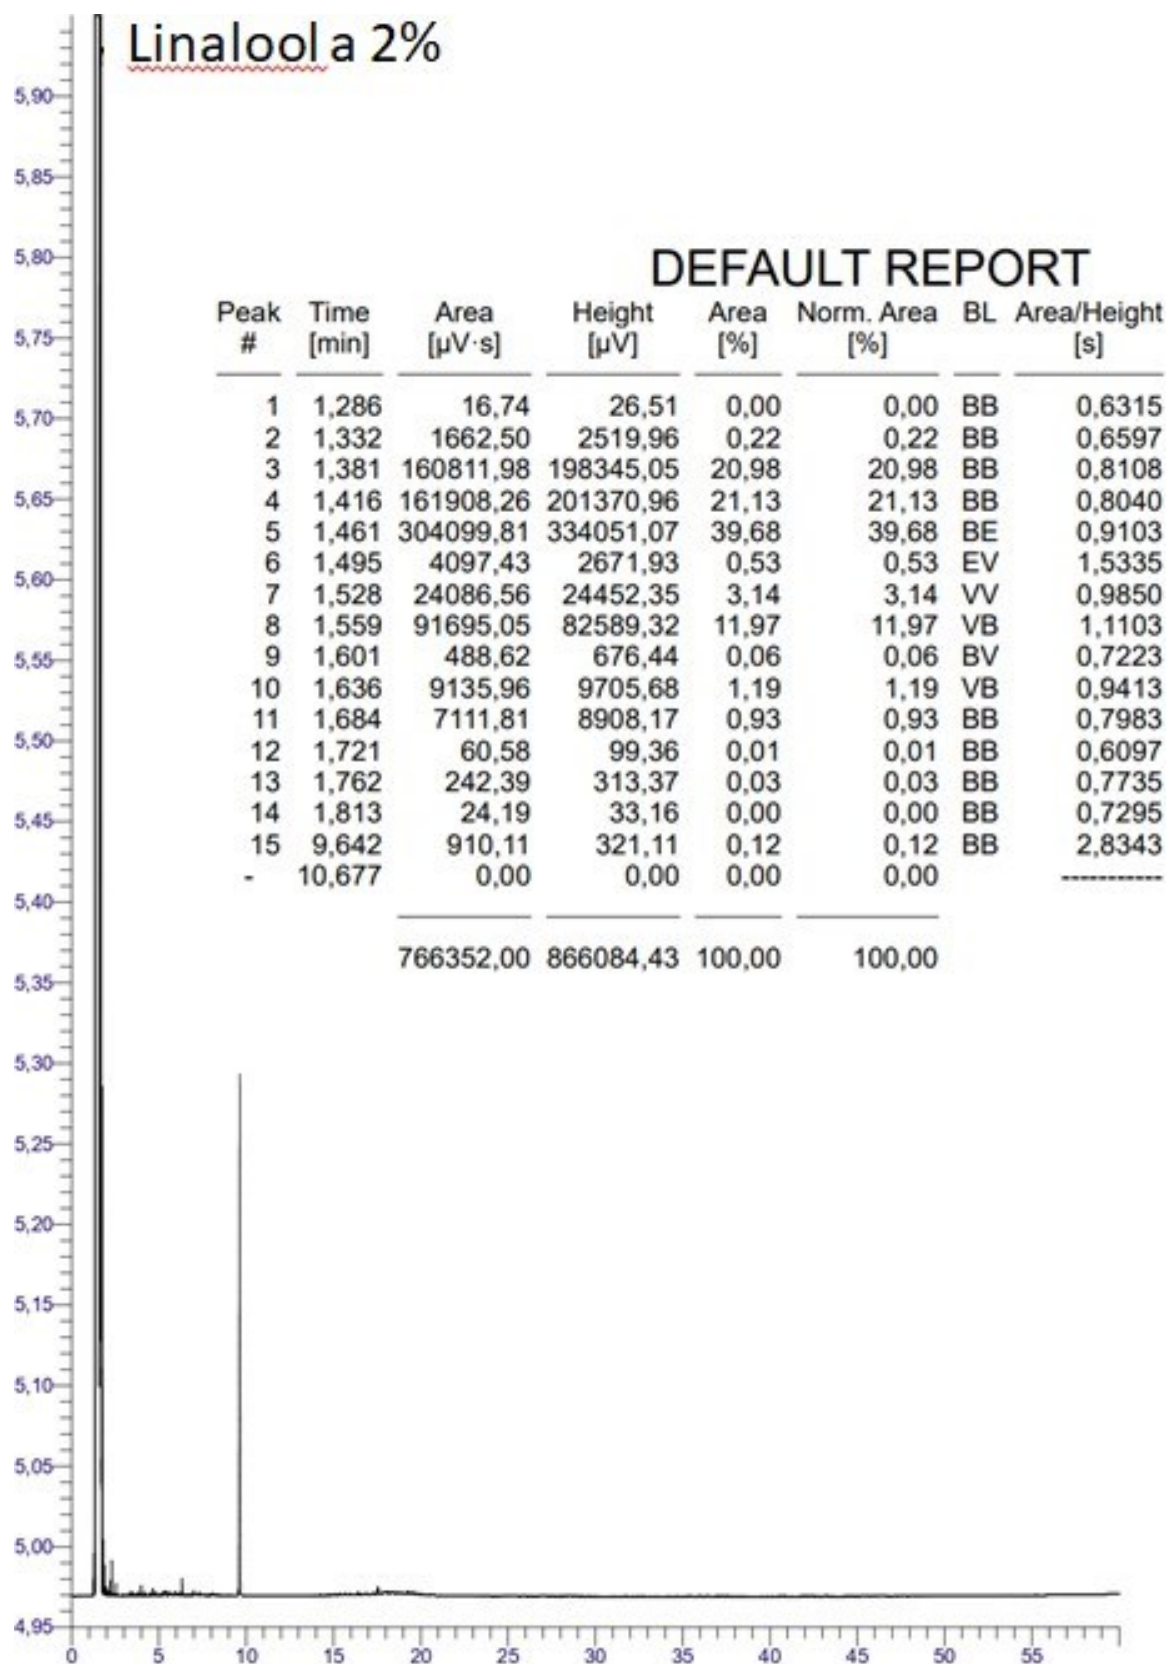 Linalool a 2%
5,90
5,85
5,80
DEFAULT REPORT
Peak Time Area Height Area Norm. Area BL Area/Height
5,75
# [min] [µV·s] [µV] [%] [%] [s]
1 1,286 16,74 26,51 0,00 0,00 BB 0,6315
5,70
2 1,332 1662,50 2519,96 0,22 0,22 BB 0,6597
3 1,381 160811,98 198345,05 20,98 20,98 BB 0,8108
5,65
4 1,416 161908,26 201370,96 21,13 21,13 BB 0,8040
5 1,461 304099,81 334051,07 39,68 39,68 BE 0,9103
5,60
6 1,495 4097,43 2671,93 0,53 0,53 EV 1,5335
7 1,528 24086,56 24452,35 3,14 3,14 VV 0,9850
8 1,559 91695,05 82589,32 11,97 11,97 VB 1,1103
5,55
9 1,601 488,62 676,44 0,06 0,06 BV 0,7223
10 1,636 9135,96 9705,68 1,19 1,19 VB 0,9413
11 1,684 7111,81 8908,17 0,93 0,93 BB 0,7983
5,50
12 1,721 60,58 99,36 0,01 0,01 BB 0,6097
13 1,762 242,39 313,37 0,03 0,03 BB 0,7735
5,45
14 1,813 24,19 33,16 0,00 0,00 BB 0,7295
15 9,642 910,11 321,11 0,12 0,12 BB 2,8343
- 10,677 0,00 0,00 0,00 0,00 -----------
5,40
766352,00 866084,43 100,00 100,00
5,35
5,30
5,25
5,20
5,15
5,10
5,05
5,00
4,95
0 5 10 15 20 25 30 35 40 45 50 55